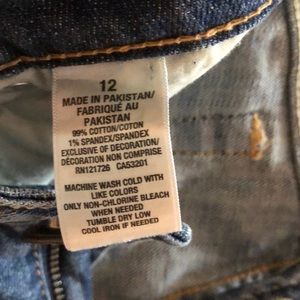 12
MADE IN PAKISTAN/
FABRIQUÉ AU
PAKISTAN
99% COTTON/COTON
1% SPANDEX/SPANDEX
EXCLUSIVE OF DECORATION/
DÉCORATION NON COMPRISE
RN121726 CA53201
MACHINE WASH COLD WITH
LIKE COLORS
ONLY NON-CHLORINE BLEACH
WHEN NEEDED
TUMBLE DRY LOW
COOL IRON IF NEEDED